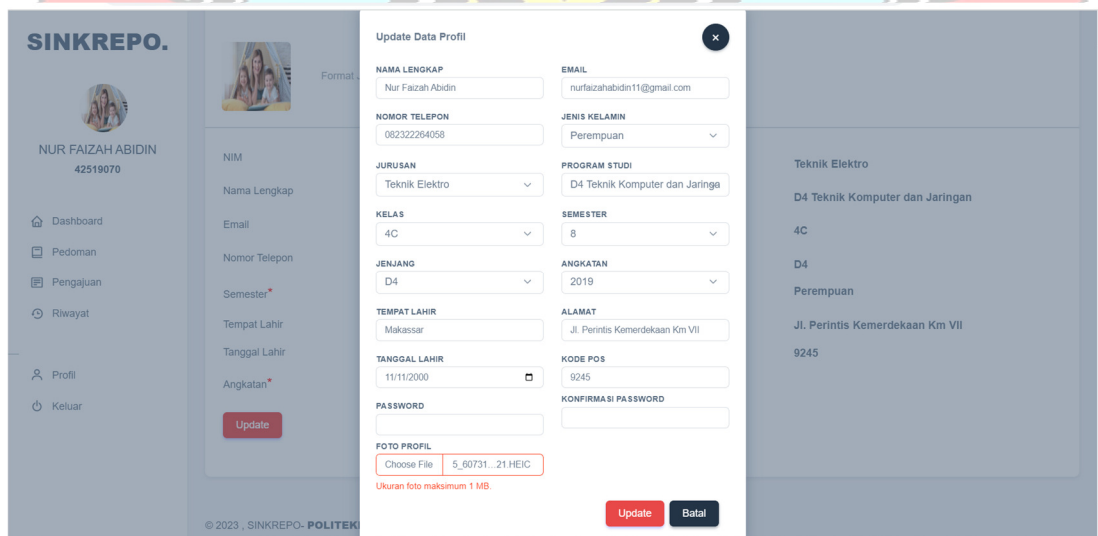 SINKREPO.
NUR FAIZAH ABIDIN
42519070
Dashboard
Pedoman
Pengajuan
Riwayat
Profil
Keluar
Format
NIM
Nama Lengkap
Email
Nomor Telepon
Semester*
Tempat Lahir
Tanggal Lahir
Angkatan*
Update
Update Data Profil
×
NAMA LENGKAP
Nur Faizah Abidin
EMAIL
nurfaizahabidin11@gmail.com
NOMOR TELEPON
082322264058
JENIS KELAMIN
Perempuan
JURUSAN
Teknik Elektro
PROGRAM STUDI
D4 Teknik Komputer dan Jaringa
KELAS
4C
SEMESTER
8
JENJANG
D4
ANGKATAN
2019
TEMPAT LAHIR
Makassar
ALAMAT
Jl. Perintis Kemerdekaan Km VII
TANGGAL LAHIR
11/11/2000
KODE POS
9245
PASSWORD
KONFIRMASI PASSWORD
FOTO PROFIL
Choose File 5_60731...21.HEIC
Ukuran foto maksimum 1 MB.
Update Batal
Teknik Elektro
D4 Teknik Komputer dan Jaringan
4C
D4
Perempuan
Jl. Perintis Kemerdekaan Km VII
9245
© 2023 , SINKREPO- POLITEK